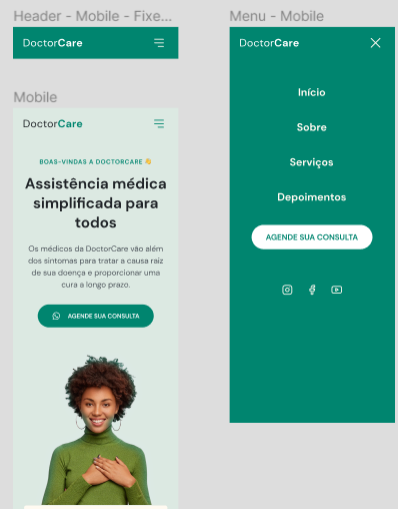 Header - Mobile - Fixe...
DoctorCare
Mobile
DoctorCare
BOAS-VINDAS A DOCTORCARE 👋
Assistência médica
simplificada para
todos
Os médicos da DoctorCare vão além
dos sintomas para tratar a causa raiz
de sua doença e proporcionar uma
cura a longo prazo.
AGENDE SUA CONSULTA
Menu - Mobile
DoctorCare
Início
Sobre
Serviços
Depoimentos
AGENDE SUA CONSULTA